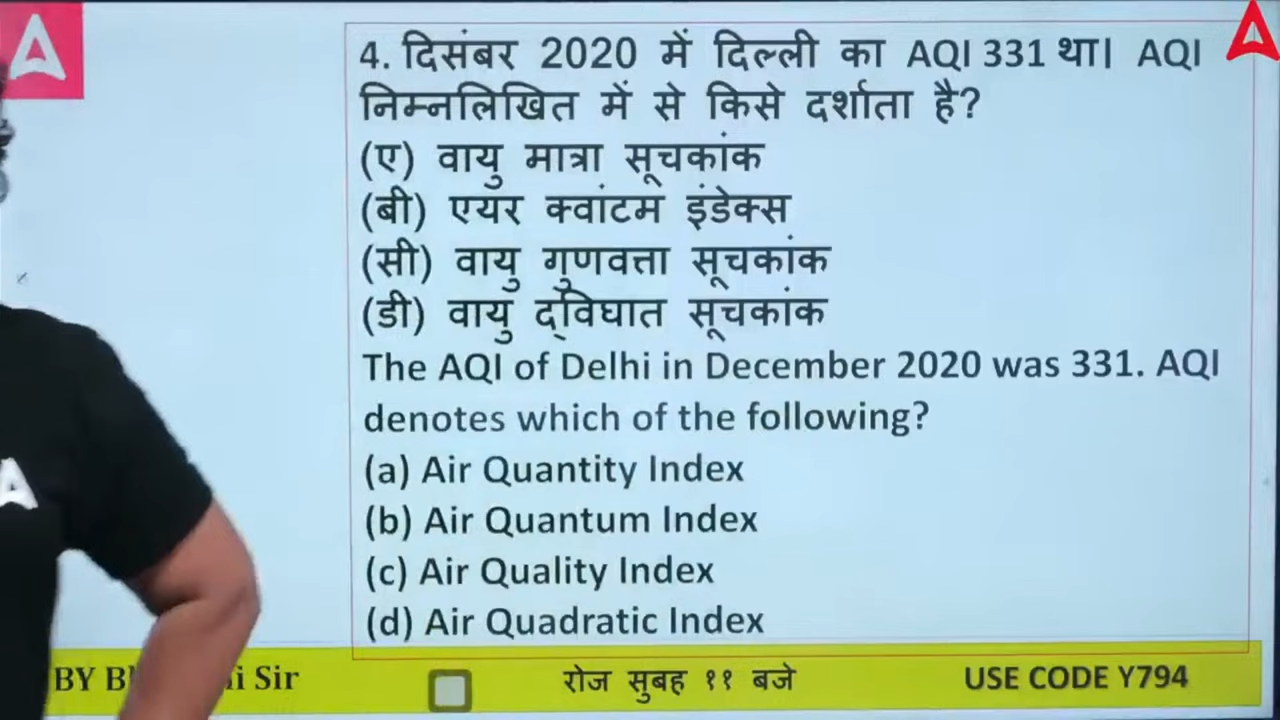 4. दिसंबर 2020 में दिल्ली का AQI 331 था| AQI
निम्नलिखित में से किसे दर्शाता है?
(ए) वायु मात्रा सूचकांक
(बी) एयर क्वांटम इंडेक्स
(सी) वायु गुणवत्ता सूचकांक
(डी) वायु द्विघात सूचकांक
The AQI of Delhi in December 2020 was 331. AQI
denotes which of the following?
(a) Air Quantity Index
(b) Air Quantum Index
(c) Air Quality Index
(d) Air Quadratic Index
BY Sir
रोज सुबह ११ बजे
USE CODE Y794